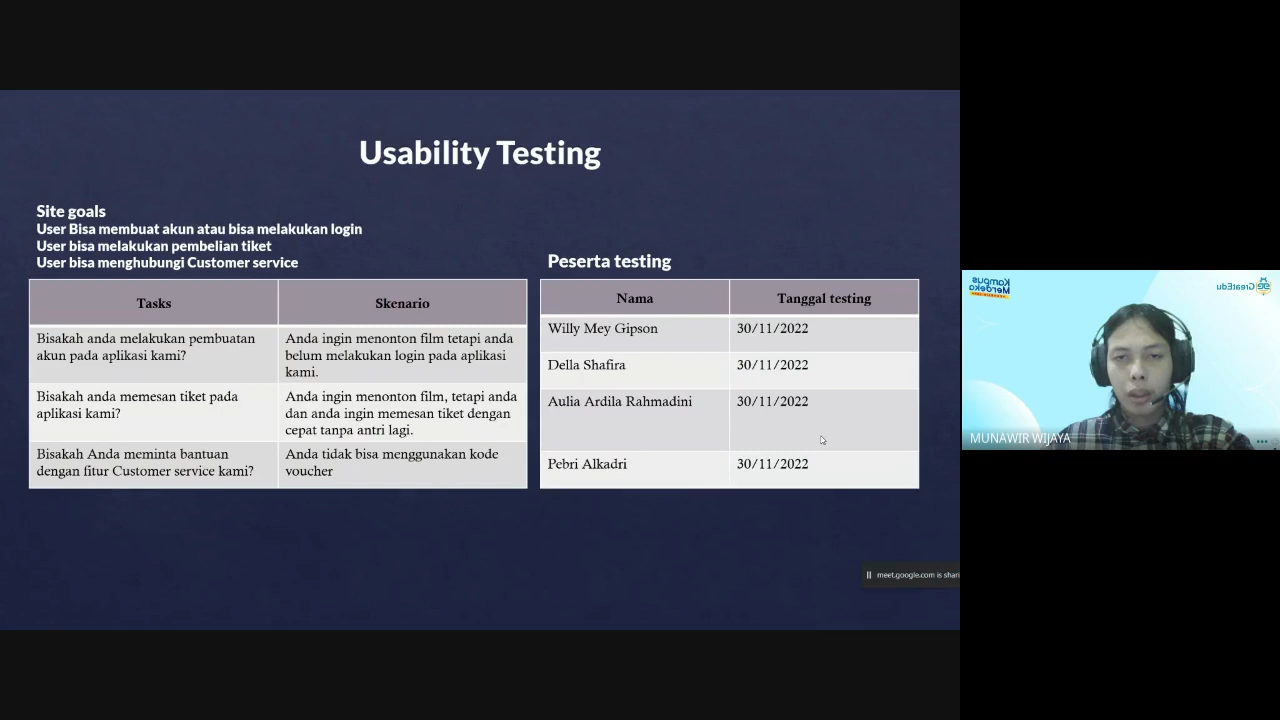 Usability Testing
Site goals
User Bisa membuat akun atau bisa melakukan login
User bisa melakukan pembelian tiket
User bisa menghubungi Customer service
Tasks
Skenario
Bisakah anda melakukan pembuatan
akun pada aplikasi kami?
Anda ingin menonton film tetapi anda
belum melakukan login pada aplikasi
kami.
Bisakah anda memesan tiket pada
aplikasi kami?
Anda ingin menonton film, tetapi anda
dan anda ingin memesan tiket dengan
cepat tanpa antri lagi.
Bisakah Anda meminta bantuan
dengan fitur Customer service kami?
Anda tidak bisa menggunakan kode
voucher
Peserta testing
Nama
Tanggal testing
Willy Mey Gipson
30/11/2022
Della Shafira
30/11/2022
Aulia Ardila Rahmadini
30/11/2022
Pebri Alkadri
30/11/2022
meet.google.com is shari
Kampus
Merdeka
GreatEdu
MUNAWIR WIJAYA